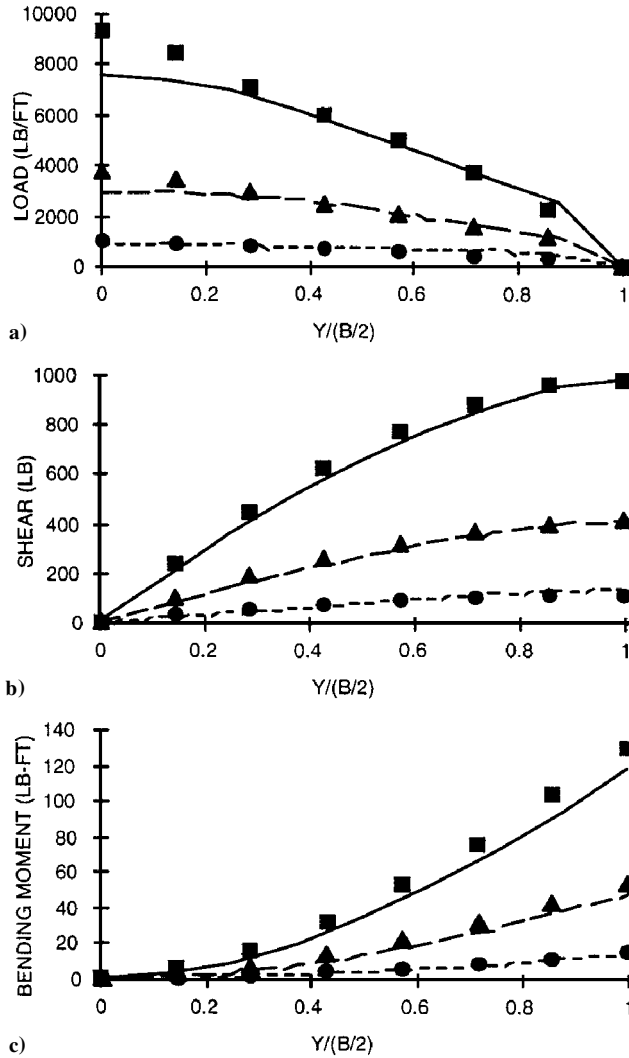 10000
8000
6000
4000
2000
0
LOAD (LB/FT)
0 0.2 0.4 0.6 0.8 1
a) Y/(B/2)
1000
800
600
400
200
0
SHEAR (LB)
0 0.2 0.4 0.6 0.8 1
Y/(B/2)
b)
140
120
100
80
60
40
20
0
BENDING MOMENT (LB-FT)
0 0.2 0.4 0.6 0.8 1
c) Y/(B/2)